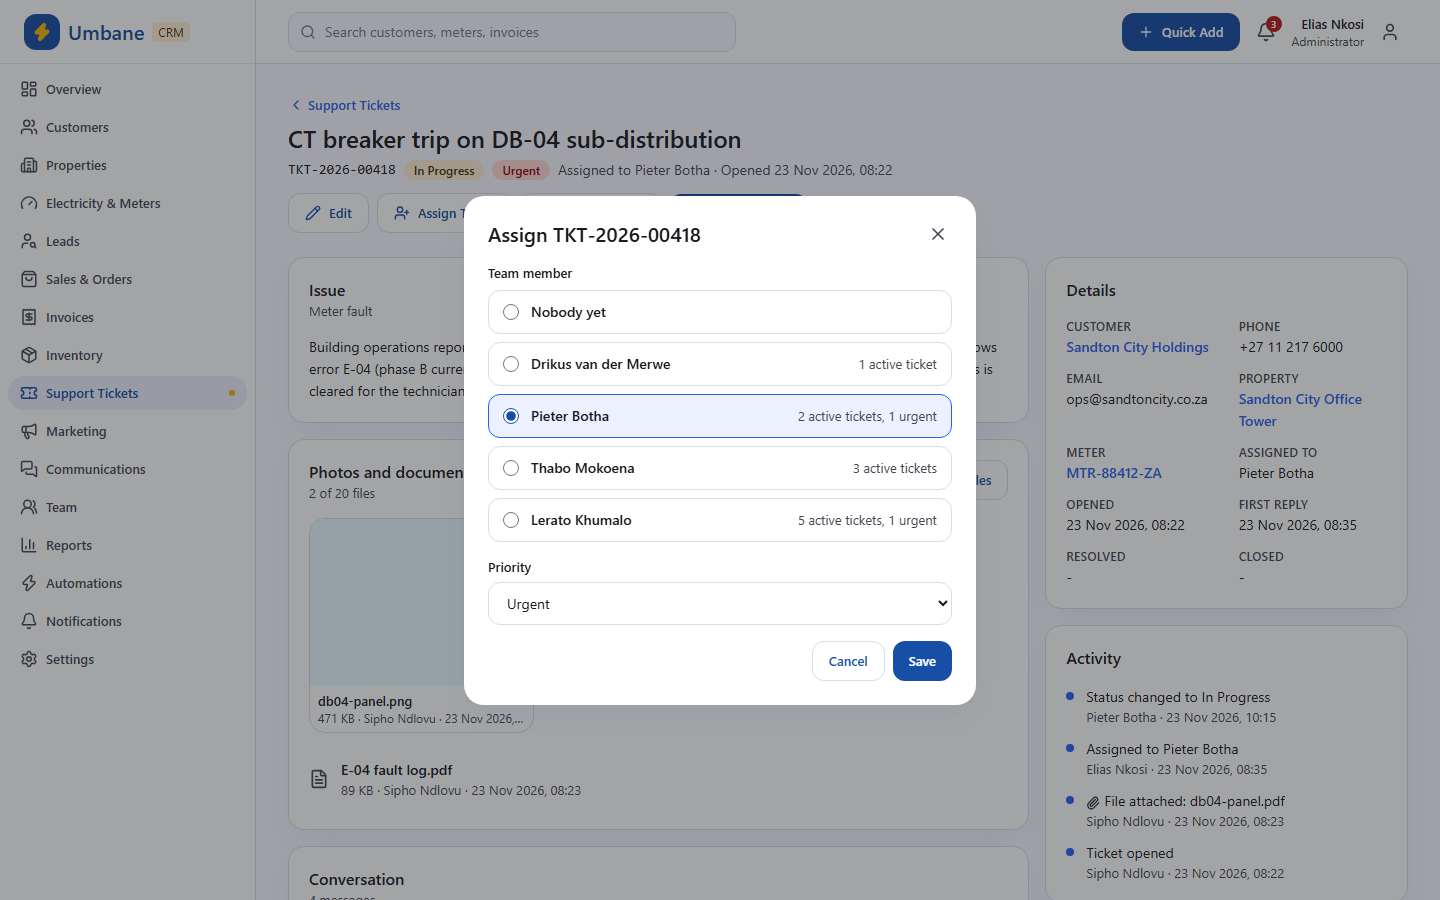 Umbane CRM
Search customers, meters, invoices
Quick Add
3
Elias Nkosi
Administrator
Overview
Customers
Properties
Electricity & Meters
Leads
Sales & Orders
Invoices
Inventory
Support Tickets
Marketing
Communications
Team
Reports
Automations
Notifications
Settings
Support Tickets
CT breaker trip on DB-04 sub-distribution
TKT-2026-00418 In Progress Urgent Assigned to Pieter Botha · Opened 23 Nov 2026, 08:22
Edit
Assign
Issue
Meter fault
Building operations
error E-04 (phase B
is
cleared for the technician
Photos and
2 of 20 files
db04-panel.png
471 KB · Sipho Ndlovu · 23 Nov 2026,...
E-04 fault log.pdf
89 KB · Sipho Ndlovu · 23 Nov 2026, 08:23
Conversation
Assign TKT-2026-00418
Team member
Nobody yet
Drikus van der Merwe 1 active ticket
Pieter Botha 2 active tickets, 1 urgent
Thabo Mokoena 3 active tickets
Lerato Khumalo 5 active tickets, 1 urgent
Priority
Urgent
Cancel
Save
Details
CUSTOMER
Sandton City Holdings
PHONE
+27 11 217 6000
EMAIL
ops@sandtoncity.co.za
PROPERTY
Sandton City Office
Tower
METER
MTR-88412-ZA
ASSIGNED TO
Pieter Botha
OPENED
23 Nov 2026, 08:22
FIRST REPLY
23 Nov 2026, 08:35
RESOLVED
-
CLOSED
-
Activity
Status changed to In Progress
Pieter Botha · 23 Nov 2026, 10:15
Assigned to Pieter Botha
Elias Nkosi · 23 Nov 2026, 08:35
File attached: db04-panel.pdf
Sipho Ndlovu · 23 Nov 2026, 08:23
Ticket opened
Sipho Ndlovu · 23 Nov 2026, 08:22